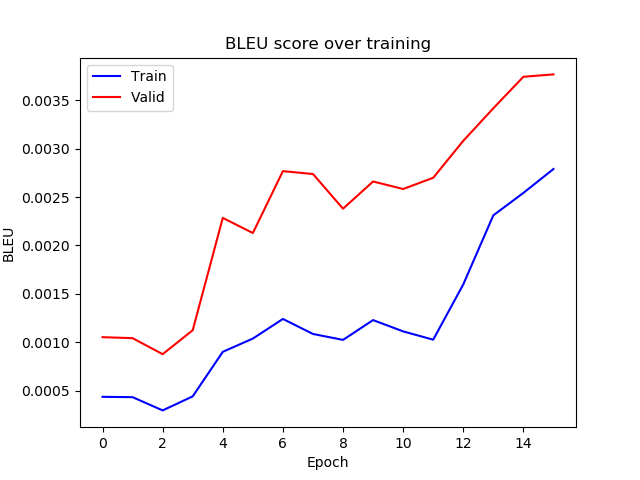 BLEU score over training
Train
Valid
BLEU
0.0035
0.0030
0.0025
0.0020
0.0015
0.0010
0.0005
0 2 4 6 8 10 12 14
Epoch